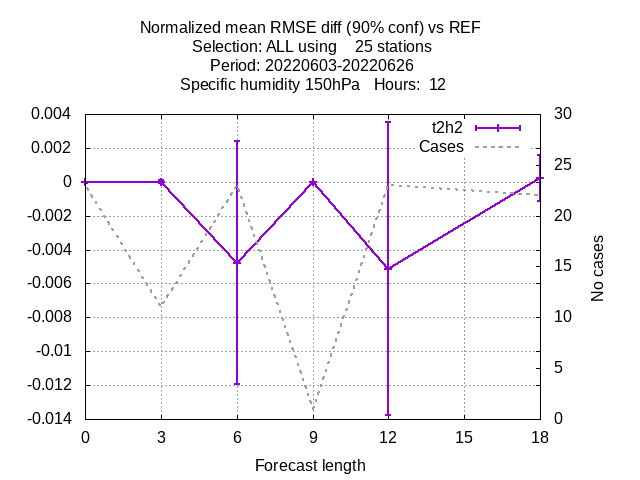 Normalized mean RMSE diff (90% conf) vs REF
Selection: ALL using    25 stations
Period: 20220603-20220626
Specific humidity 150hPa   Hours:  12
0.004
0.002
0
-0.002
-0.004
-0.006
-0.008
-0.01
-0.012
-0.014
t2h2
Cases
30
25
20
15
10
5
0
No cases
0 3 6 9 12 15 18
Forecast length